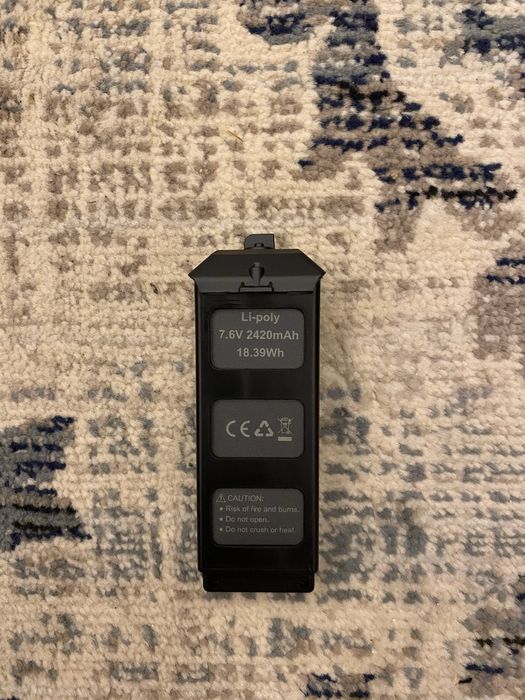 Li-poly
7.6V 2420mAh
18.39Wh
CE
CAUTION:
• Risk of fire and burns.
• Do not open.
• Do not crush or heat.